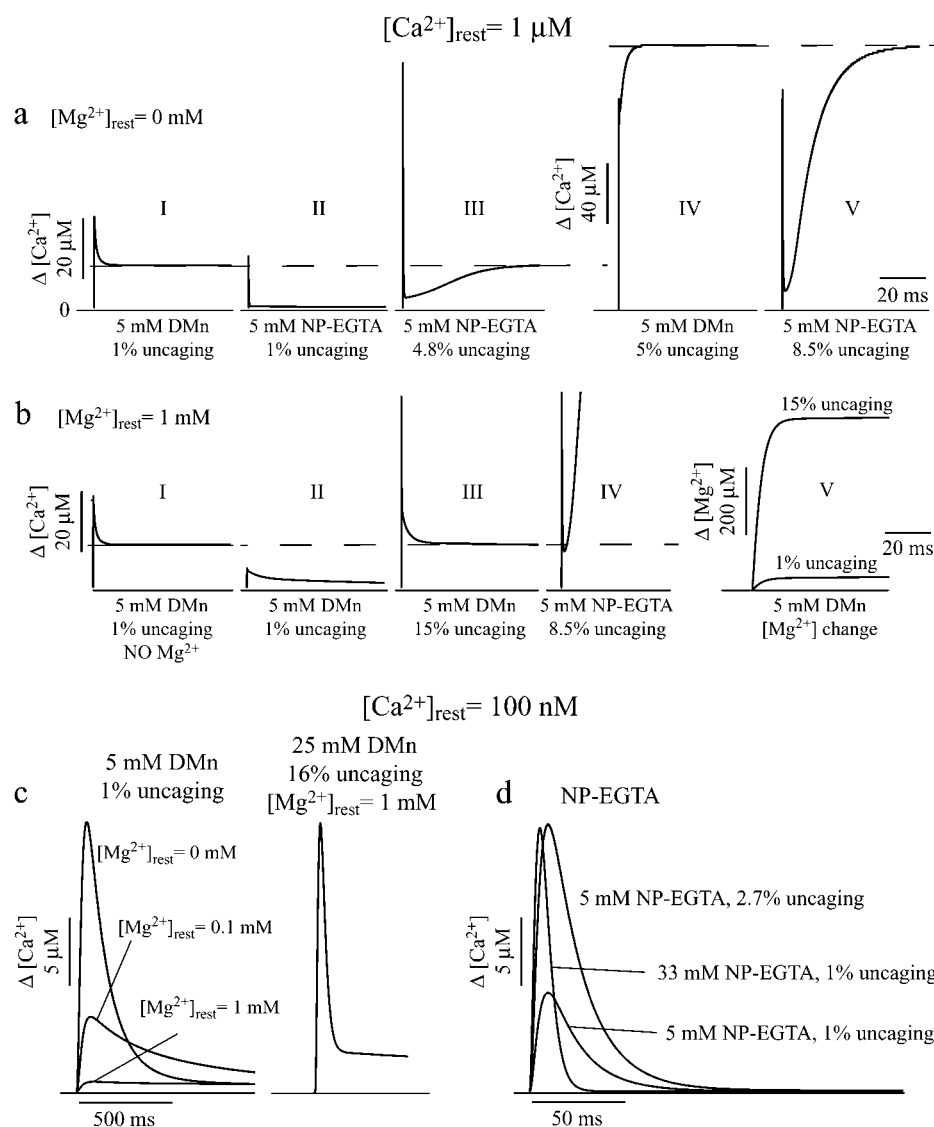 [Ca2+]rest= 1 μM
a [Mg2+]rest= 0 mM
Δ [Ca2+]
20 μM
0
I
II
III
Δ [Ca2+]
40 μM
IV
V
20 ms
5 mM DMn
1% uncaging
5 mM NP-EGTA
1% uncaging
5 mM NP-EGTA
4.8% uncaging
5 mM DMn
5% uncaging
5 mM NP-EGTA
8.5% uncaging
b [Mg2+]rest= 1 mM
Δ [Ca2+]
20 μM
I
II
III
IV
Δ [Mg2+]
200 μM
15% uncaging
V
1% uncaging
20 ms
5 mM DMn
1% uncaging
NO Mg2+
5 mM DMn
1% uncaging
5 mM DMn
15% uncaging
5 mM NP-EGTA
8.5% uncaging
5 mM DMn
[Mg2+] change
[Ca2+]rest= 100 nM
c
5 mM DMn
1% uncaging
25 mM DMn
16% uncaging
[Mg2+]rest= 1 mM
Δ [Ca2+]
5 μM
[Mg2+]rest= 0 mM
[Mg2+]rest= 0.1 mM
[Mg2+]rest= 1 mM
500 ms
d NP-EGTA
Δ [Ca2+]
5 μM
5 mM NP-EGTA, 2.7% uncaging
33 mM NP-EGTA, 1% uncaging
5 mM NP-EGTA, 1% uncaging
50 ms